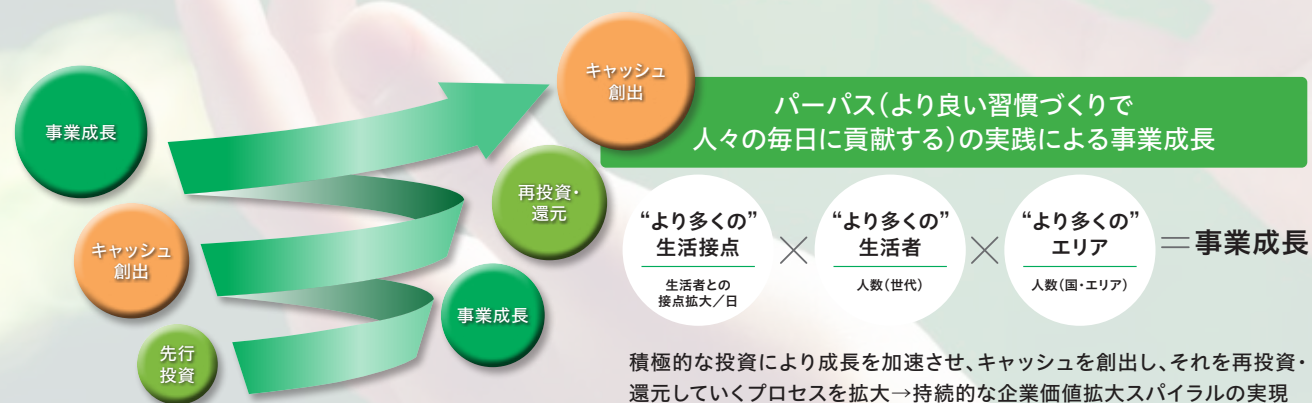 キャッシュ
創出
事業成長
再投資・
還元
キャッシュ
創出
事業成長
先行
投資
パーパス(より良い習慣づくりで
人々の毎日に貢献する)の実践による事業成長
“より多くの”
生活接点
生活者との
接点拡大／日
×
“より多くの”
生活者
人数(世代)
×
“より多くの”
エリア
人数(国・エリア)
＝事業成長
積極的な投資により成長を加速させ、キャッシュを創出し、それを再投資・
還元していくプロセスを拡大→持続的な企業価値拡大スパイラルの実現